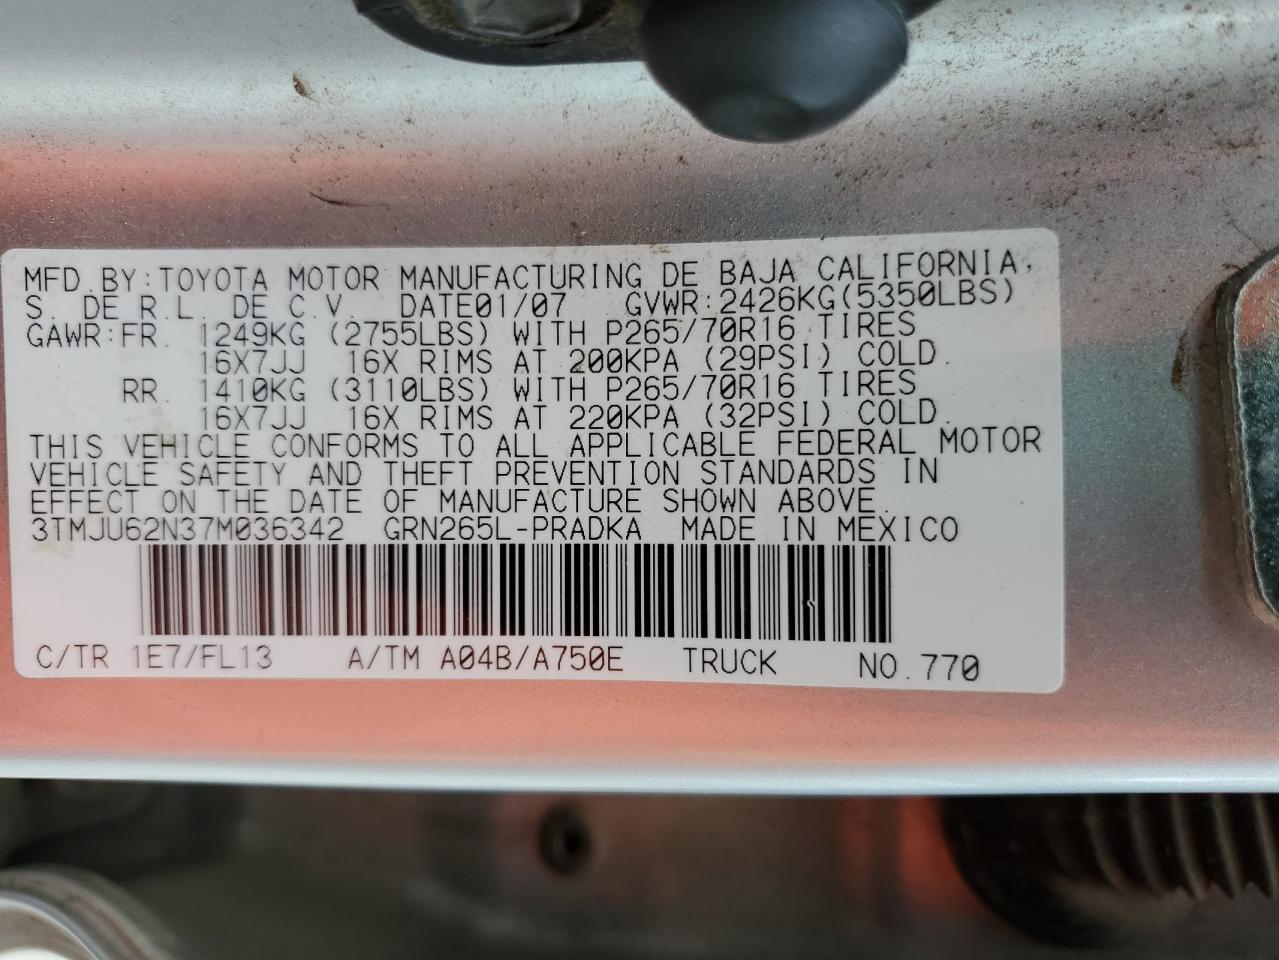 MFD.BY:TOYOTA MOTOR MANUFACTURING DE BAJA CALIFORNIA,
S. DE R.L. DE C.V. DATE01/07 GVWR:2426KG(5350LBS)
GAWR:FR. 1249KG (2755LBS) WITH P265/70R16 TIRES
16X7JJ 16X RIMS AT 200KPA (29PSI) COLD.
RR. 1410KG (3110LBS) WITH P265/70R16 TIRES
16X7JJ 16X RIMS AT 220KPA (32PSI) COLD.
THIS VEHICLE CONFORMS TO ALL APPLICABLE FEDERAL MOTOR
VEHICLE SAFETY AND THEFT PREVENTION STANDARDS IN
EFFECT ON THE DATE OF MANUFACTURE SHOWN ABOVE.
3TMJU62N37M036342 GRN265L-PRADKA MADE IN MEXICO
C/TR 1E7/FL13 A/TM A04B/A750E TRUCK NO.770